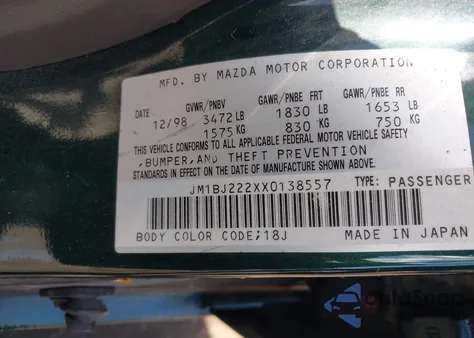 MFD. BY MAZDA MOTOR CORPORATION
DATE GVWR/PNBV GAWR/PNBE FRT GAWR/PNBE RR
12/98 3472 LB 1830 LB 1653 LB
1575 KG 830 KG 750 KG
THIS VEHICLE CONFORMS TO ALL APPLICABLE FEDERAL MOTOR VEHICLE SAFETY
,BUMPER,AND THEFT PREVENTION
STANDARDS IN EFFECT ON THE DATE OF MANUFACTURE SHOWN ABOVE.
JM1BJ222XX0138557 TYPE: PASSENGER
BODY COLOR CODE;18J MADE IN JAPAN
autoSnap